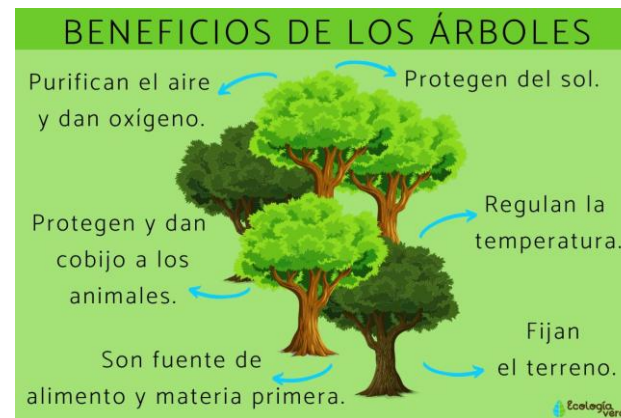 BENEFICIOS DE LOS ÁRBOLES
Purifican el aire
y dan oxígeno.
Protegen del sol.
Protegen y dan
cobijo a los
animales.
Regulan la
temperatura.
Son fuente de
alimento y materia primera.
Fijan
el terreno.
Ecología
verde